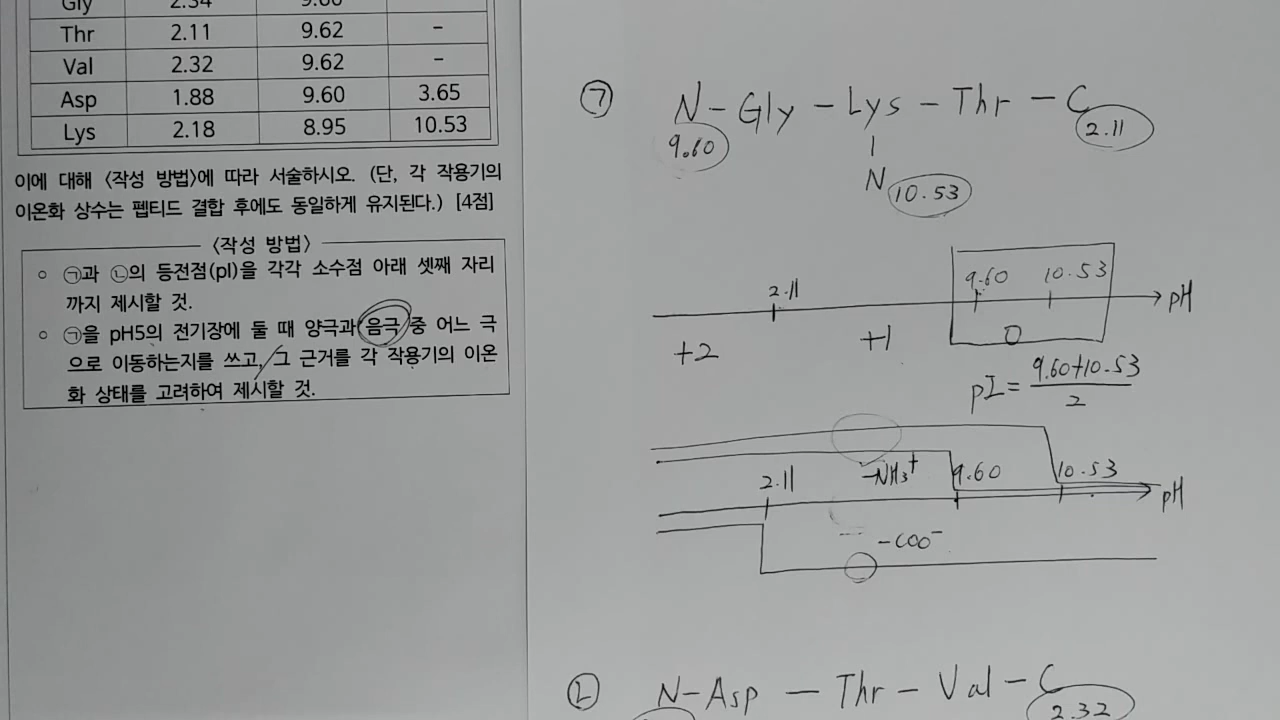 Gly 2.34 9.60
Thr 2.11 9.62 –
Val 2.32 9.62 –
Asp 1.88 9.60 3.65
Lys 2.18 8.95 10.53
이에 대해 〈작성 방법〉에 따라 서술하시오. (단, 각 작용기의
이온화 상수는 펩티드 결합 후에도 동일하게 유지된다.) [4점]
〈작성 방법〉
○ ㉠과 ㉡의 등전점(pI)을 각각 소수점 아래 셋째 자리
까지 제시할 것.
○ ㉠을 pH5의 전기장에 둘 때 양극과 음극 중 어느 극
으로 이동하는지를 쓰고, 그 근거를 각 작용기의 이온
화 상태를 고려하여 제시할 것.
㉠ N - Gly - Lys - Thr - C
9.60 2.11
N 10.53
2.11 9.60 10.53 pH
+2 +1 0
pI = 9.60+10.53
2
2.11 -NH₃⁺ 9.60 10.53 pH
-COO⁻
㉡ N - Asp - Thr - Val - C
2.32